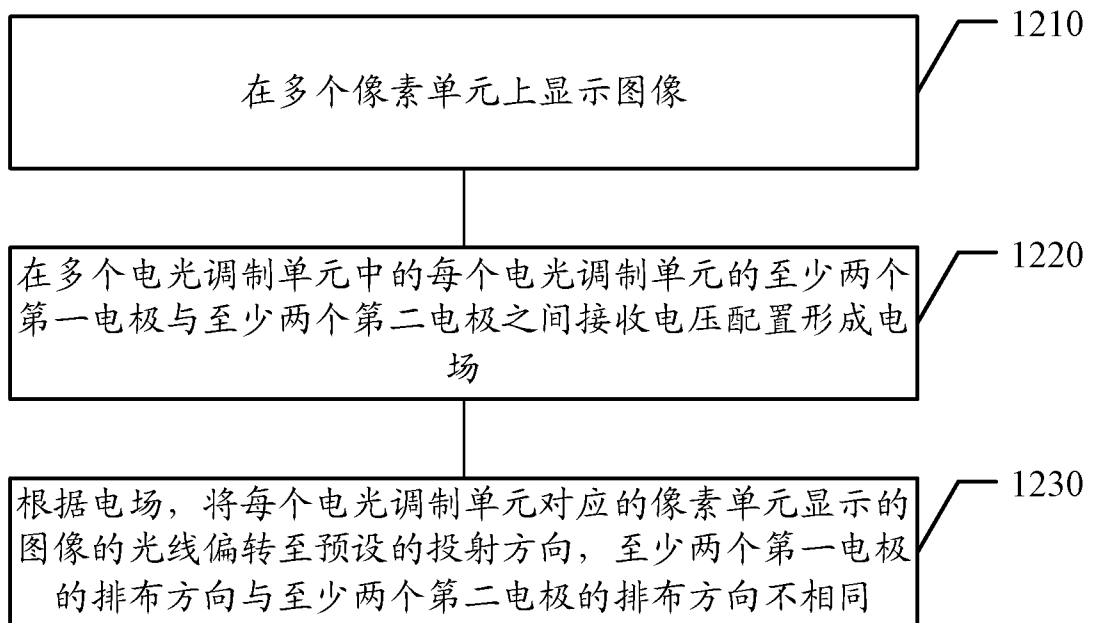 1210
在多个像素单元上显示图像
1220
在多个电光调制单元中的每个电光调制单元的至少两个
第一电极与至少两个第二电极之间接收电压配置形成电
场
1230
根据电场，将每个电光调制单元对应的像素单元显示的
图像的光线偏转至预设的投射方向，至少两个第一电极
的排布方向与至少两个第二电极的排布方向不相同